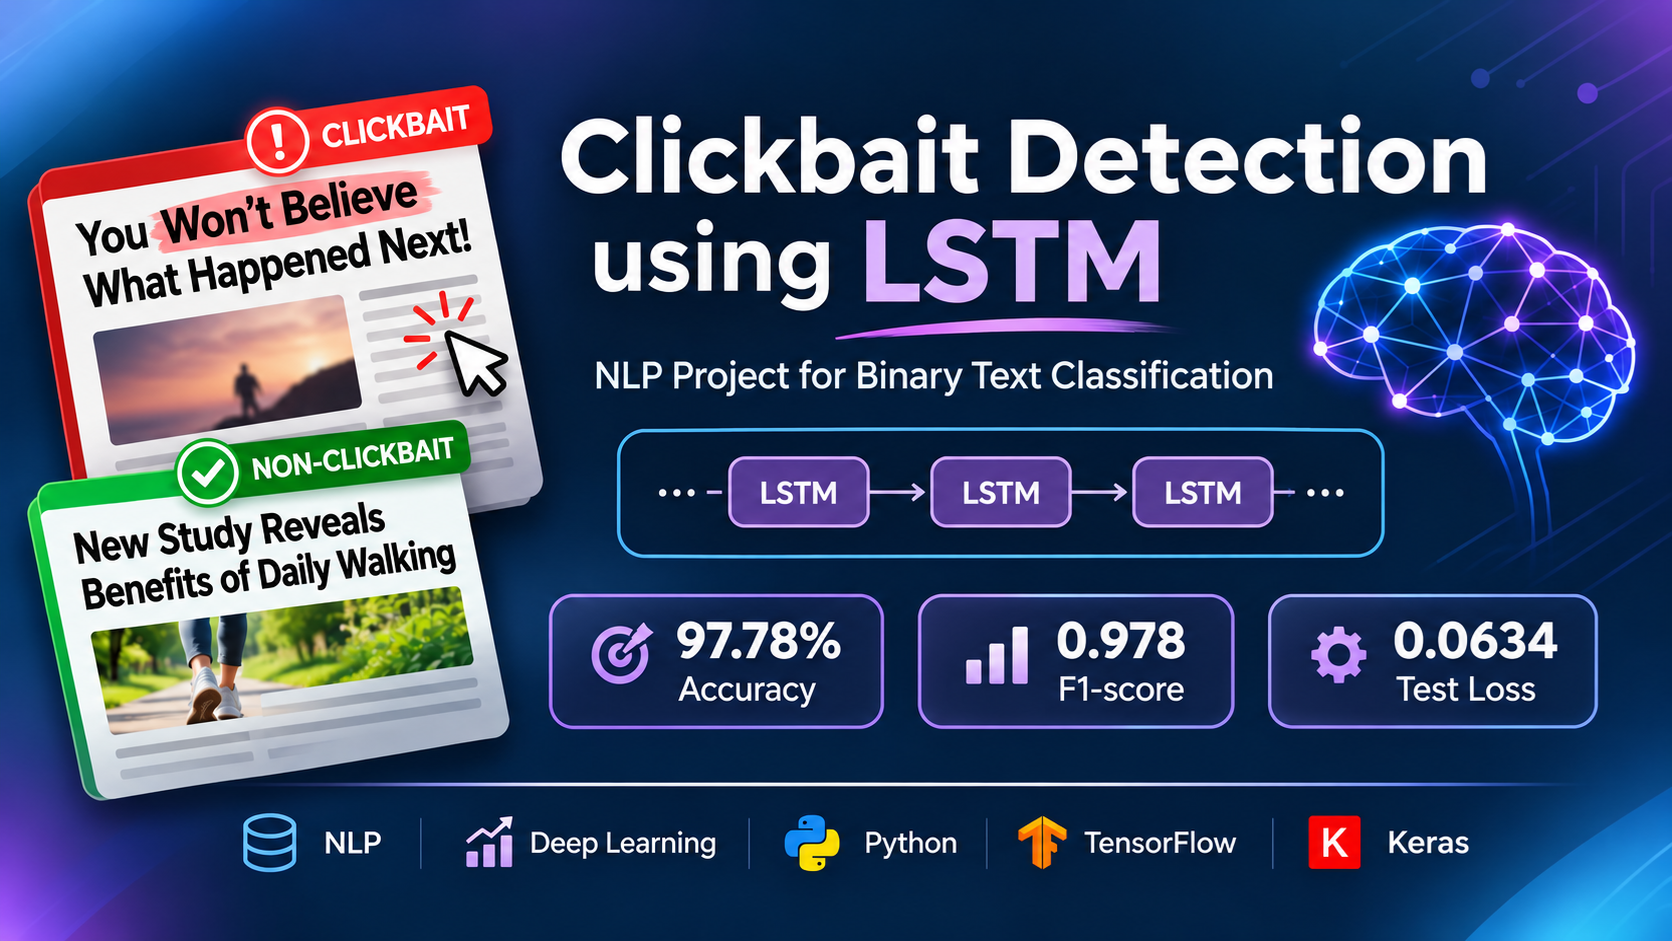 CLICKBAIT
You Won't Believe
What Happened Next!
NON-CLICKBAIT
New Study Reveals
Benefits of Daily Walking
Clickbait Detection
using LSTM
NLP Project for Binary Text Classification
... LSTM LSTM LSTM ...
97.78%
Accuracy
0.978
F1-score
0.0634
Test Loss
NLP
Deep Learning
Python
TensorFlow
K Keras